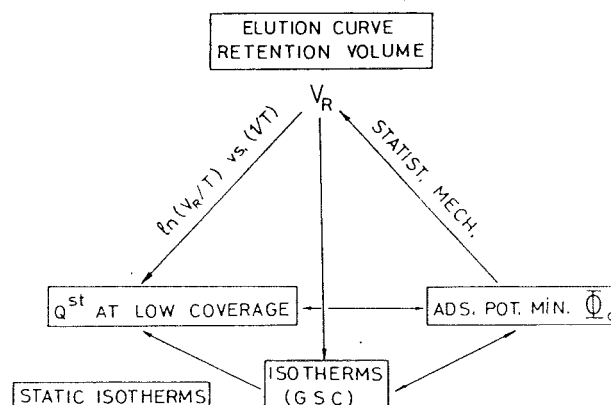 ELUTION CURVE
RETENTION VOLUME
V_R
ln (V_R/T) vs. (1/T)
STATIST. MECH.
Q^st AT LOW COVERAGE
ADS. POT. MIN. Φ_o
ISOTHERMS
(GSC)
STATIC ISOTHERMS